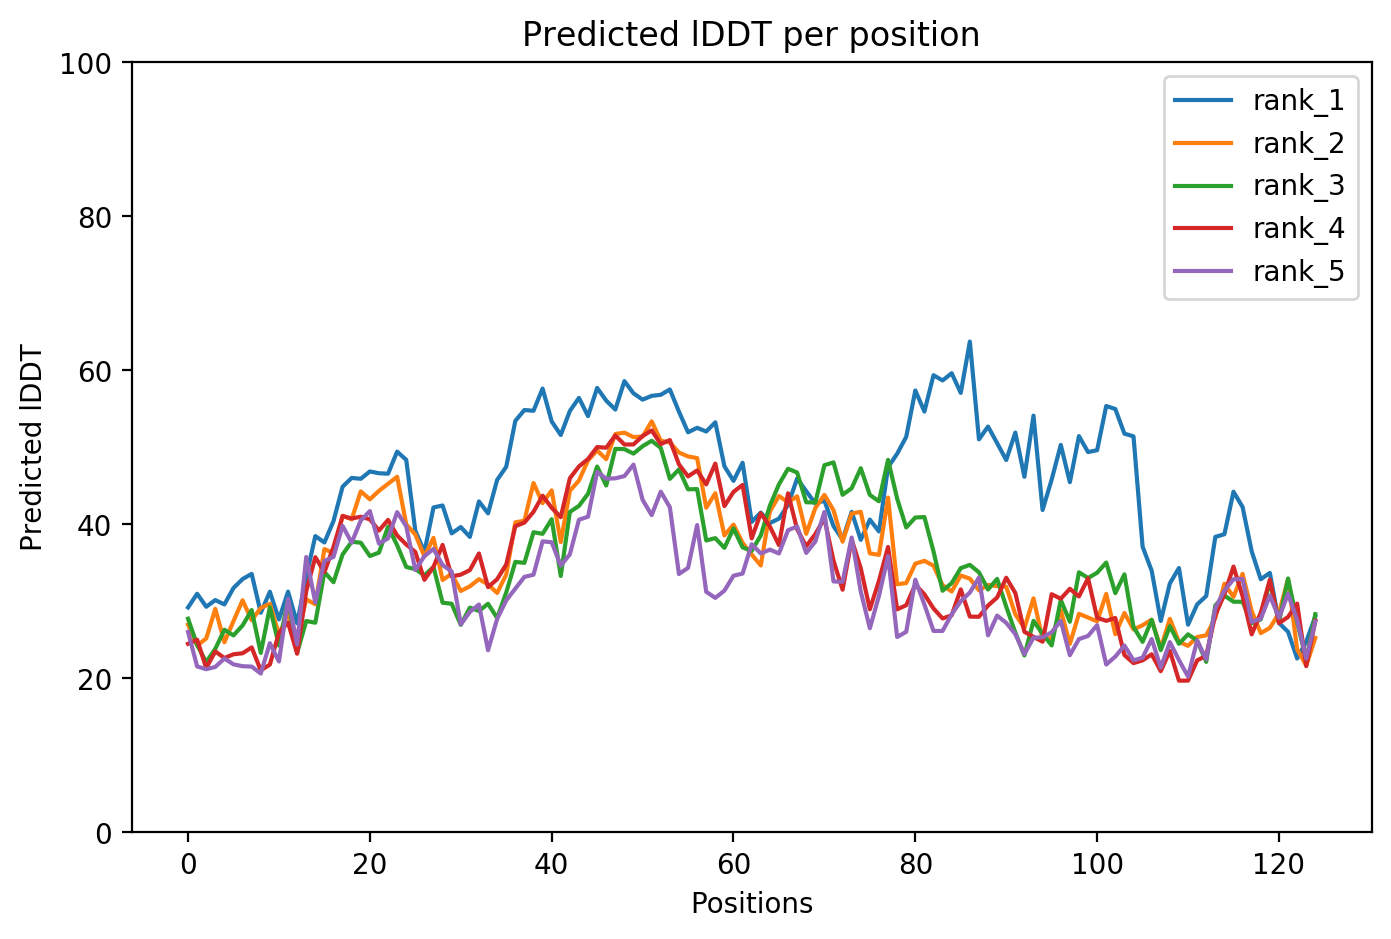 Predicted lDDT per position
100
80
60
40
20
0
Predicted lDDT
0 20 40 60 80 100 120
Positions
rank_1
rank_2
rank_3
rank_4
rank_5